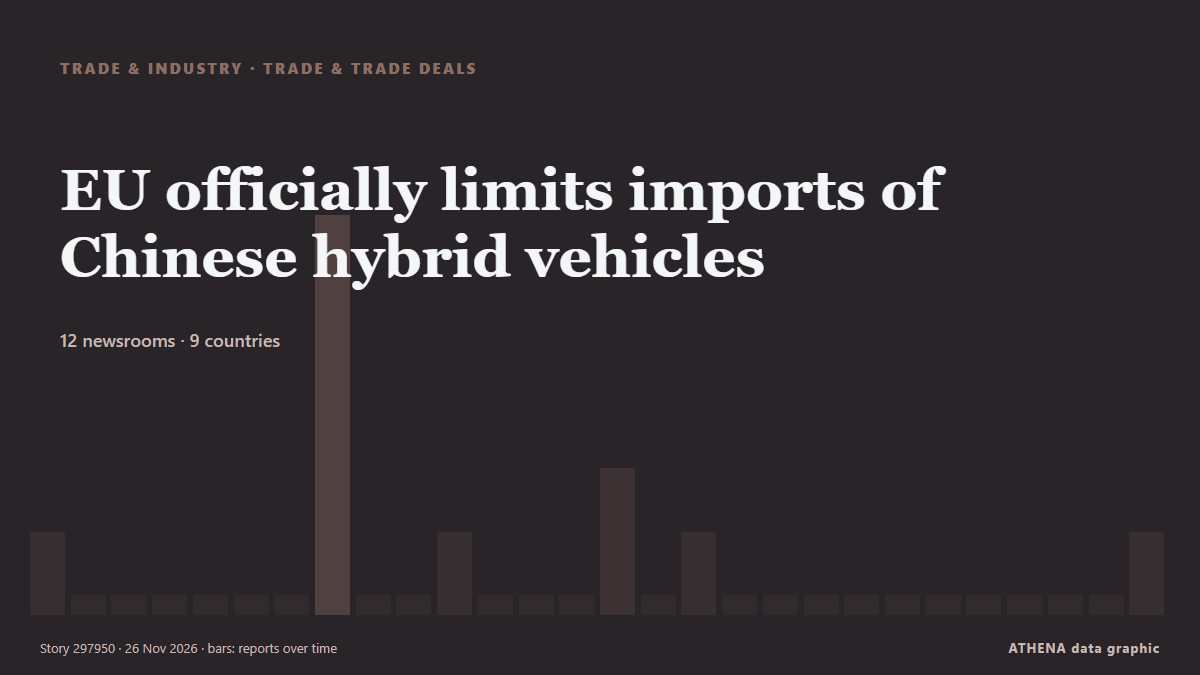 TRADE & INDUSTRY · TRADE & TRADE DEALS
EU officially limits imports of
Chinese hybrid vehicles
12 newsrooms · 9 countries
Story 297950 · 26 Nov 2026 · bars: reports over time
ATHENA data graphic